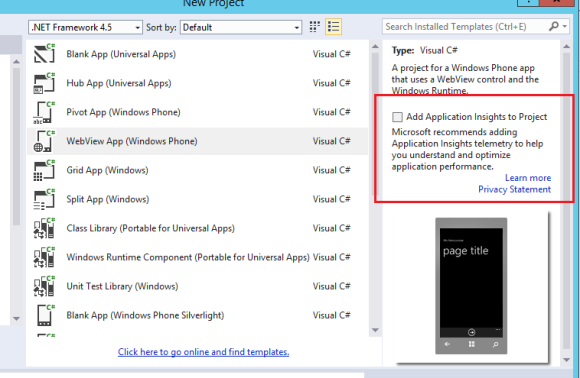 New Project
? x
.NET Framework 4.5
Sort by: Default
Search Installed Templates (Ctrl+E)
C#
Blank App (Universal Apps) Visual C#
C#
Hub App (Universal Apps) Visual C#
C#
abc
Pivot App (Windows Phone) Visual C#
C#
WebView App (Windows Phone) Visual C#
C#
Grid App (Windows) Visual C#
C#
Split App (Windows) Visual C#
C#
Class Library (Portable for Universal Apps) Visual C#
C#
Windows Runtime Component (Portable for Universal Apps) Visual C#
C#
Unit Test Library (Windows) Visual C#
C#
Blank App (Windows Phone Silverlight) Visual C#
C#
Click here to go online and find templates.
Type: Visual C#
A project for a Windows Phone app
that uses a WebView control and the
Windows Runtime.
Add Application Insights to Project
Microsoft recommends adding
Application Insights telemetry to help
you understand and optimize
application performance.
Learn more
Privacy Statement
page title